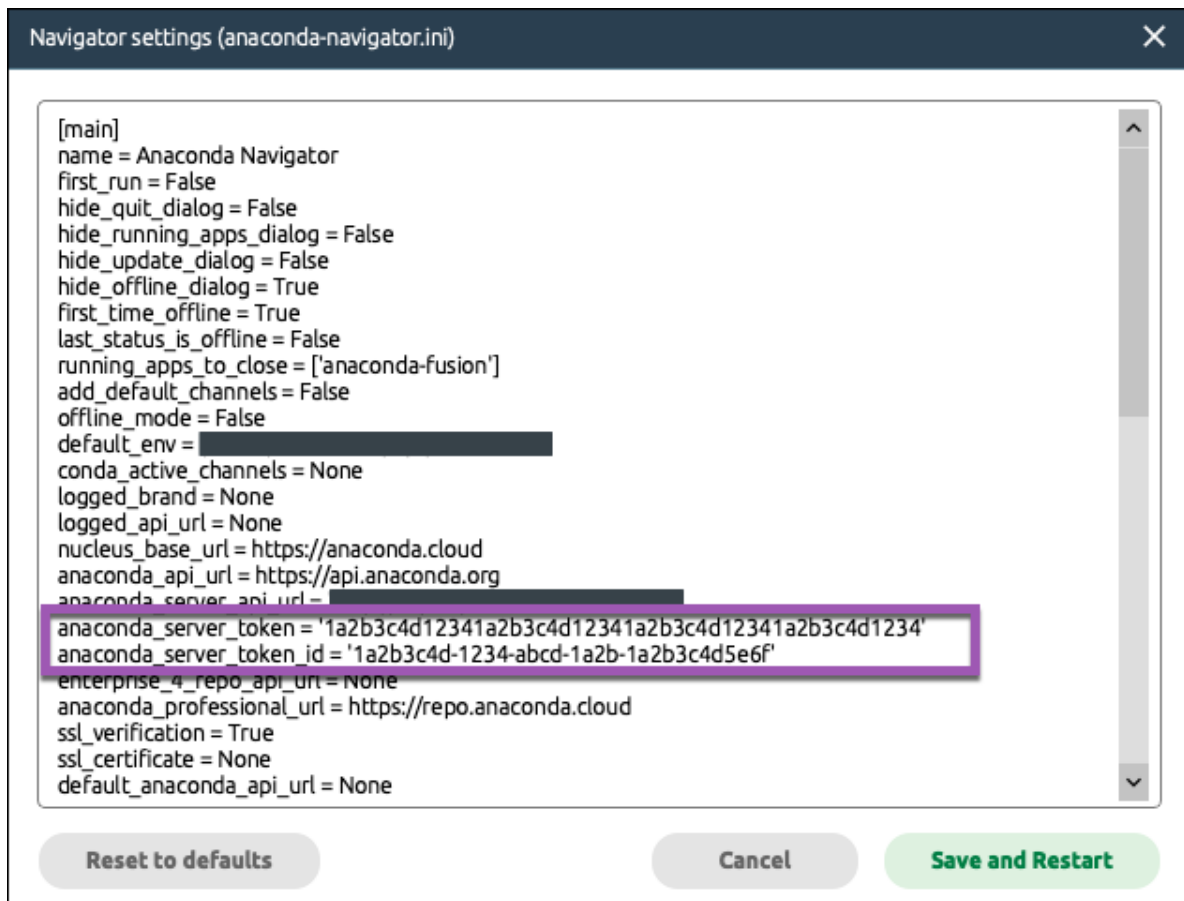 Navigator settings (anaconda-navigator.ini)
[main]
name = Anaconda Navigator
first_run = False
hide_quit_dialog = False
hide_running_apps_dialog = False
hide_update_dialog = False
hide_offline_dialog = True
first_time_offline = True
last_status_is_offline = False
running_apps_to_close = ['anaconda-fusion']
add_default_channels = False
offline_mode = False
default_env =
conda_active_channels = None
logged_brand = None
logged_api_url = None
nucleus_base_url = https://anaconda.cloud
anaconda_api_url = https://api.anaconda.org
anaconda_server_api_url =
anaconda_server_token = '1a2b3c4d12341a2b3c4d12341a2b3c4d12341a2b3c4d1234'
anaconda_server_token_id = '1a2b3c4d-1234-abcd-1a2b-1a2b3c4d5e6f'
enterprise_4_repo_api_url = None
anaconda_professional_url = https://repo.anaconda.cloud
ssl_verification = True
ssl_certificate = None
default_anaconda_api_url = None
Reset to defaults
Cancel
Save and Restart